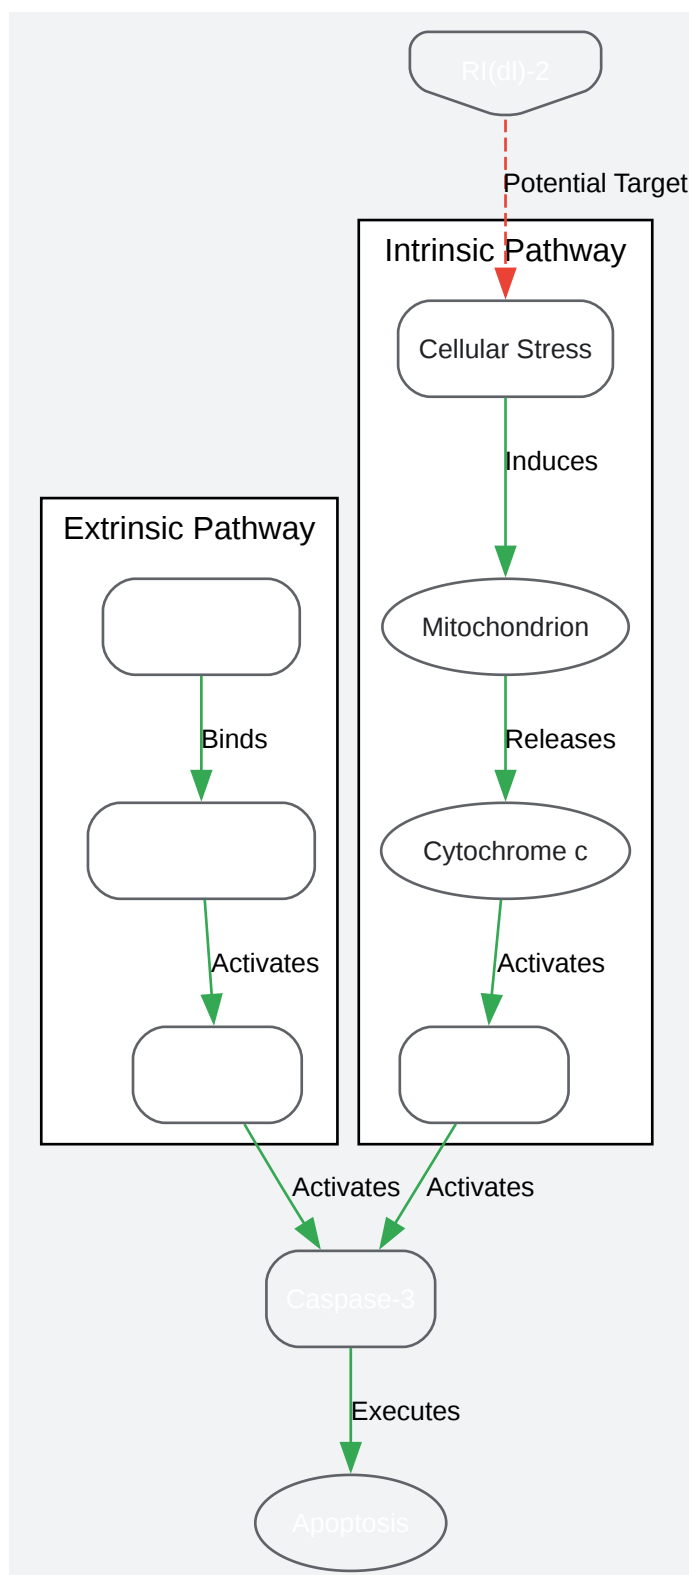 RI(dl)-2
Potential Target
Intrinsic Pathway
Cellular Stress
Induces
Extrinsic Pathway
Mitochondrion
Binds
Releases
Cytochrome c
Activates
Activates
Activates
Activates
Caspase-3
Executes
Apoptosis